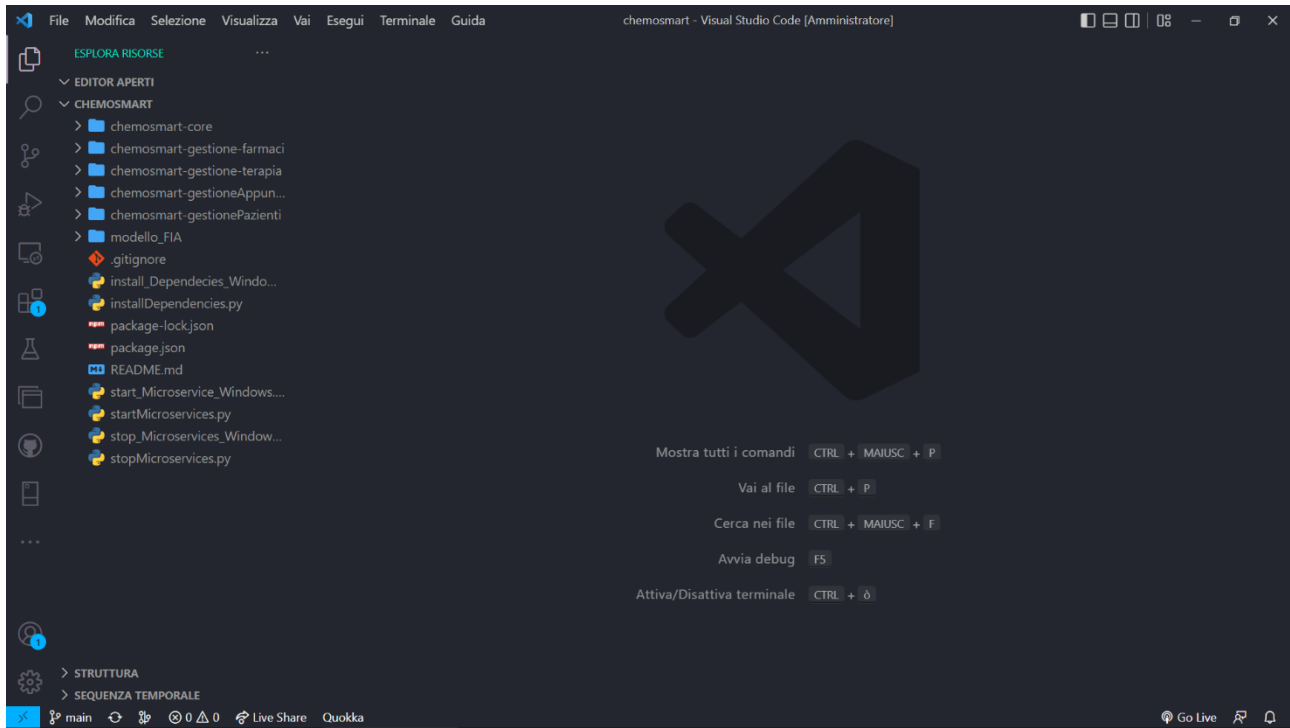 File Modifica Selezione Visualizza Vai Esegui Terminale Guida chemosmart - Visual Studio Code [Amministratore]
ESPLORA RISORSE ...
EDITOR APERTI
CHEMOSMART
chemosmart-core
chemosmart-gestione-farmaci
chemosmart-gestione-terapia
chemosmart-gestioneAppun...
chemosmart-gestionePazienti
modello_FIA
.gitignore
install_Dependecies_Windo...
installDependencies.py
npm package-lock.json
npm package.json
README.md
start_Microservice_Windows....
startMicroservices.py
stop_Microservices_Window...
stopMicroservices.py
Mostra tutti i comandi CTRL + MAIUSC + P
Vai al file CTRL + P
Cerca nei file CTRL + MAIUSC + F
Avvia debug F5
Attiva/Disattiva terminale CTRL + ò
1
1
STRUTTURA
SEQUENZA TEMPORALE
main 0 0 Live Share Quokka Go Live